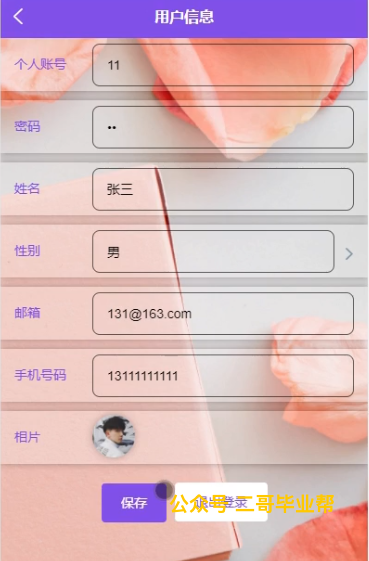 用户信息
个人账号 11
密码 ••
姓名 张三
性别 男
邮箱 131@163.com
手机号码 13111111111
相片
保存 退出登录
公众号 三哥毕业帮